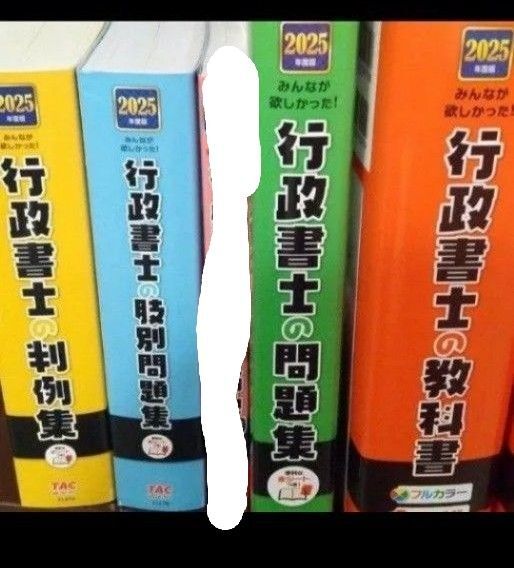 2025
年度版
みんなが
欲しかった!
行政書士の判例集
TAC
2025
年度版
みんなが
欲しかった!
行政書士の肢別問題集
TAC
2025
年度版
みんなが
欲しかった!
行政書士の問題集
赤シート
2025
年度版
みんなが
欲しかった!
行政書士の教科書
フルカラー